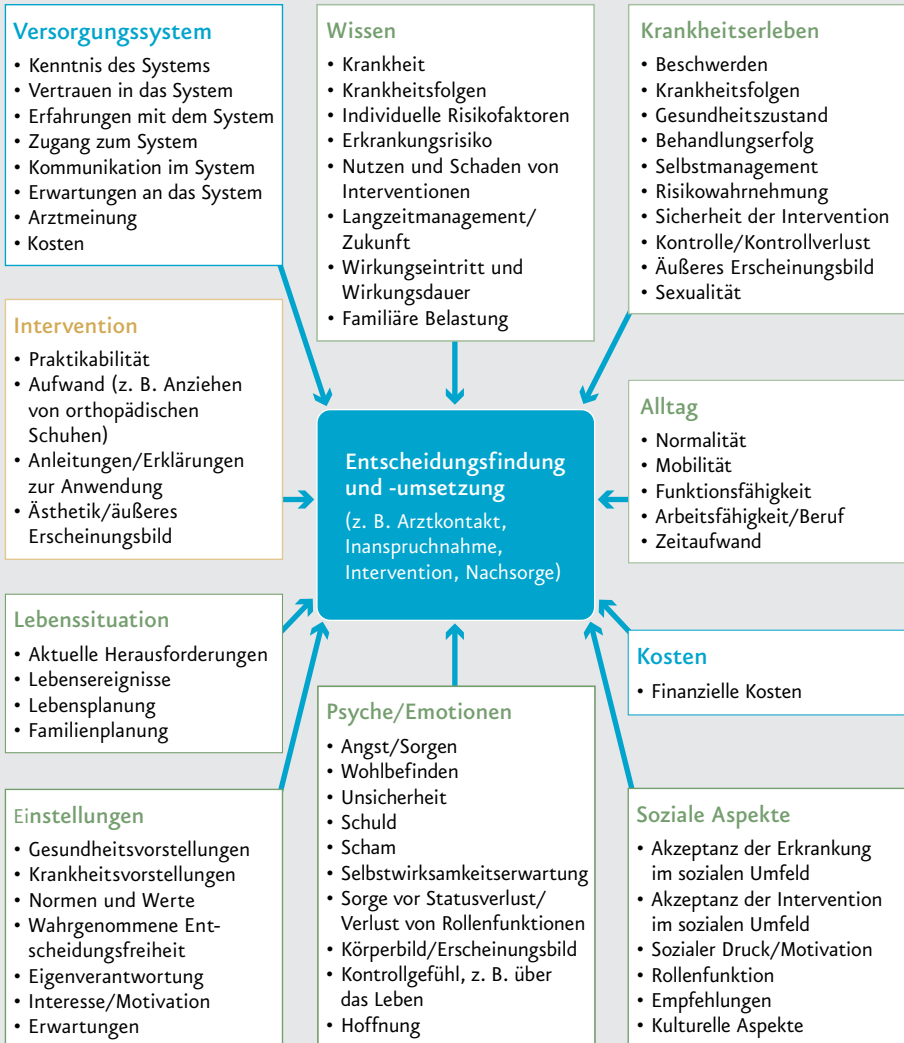 Versorgungssystem
• Kenntnis des Systems
• Vertrauen in das System
• Erfahrungen mit dem System
• Zugang zum System
• Kommunikation im System
• Erwartungen an das System
• Arztmeinung
• Kosten
Wissen
• Krankheit
• Krankheitsfolgen
• Individuelle Risikofaktoren
• Erkrankungsrisiko
• Nutzen und Schaden von
Interventionen
• Langzeitmanagement/
Zukunft
• Wirkungseintritt und
Wirkungsdauer
• Familiäre Belastung
Krankheitserleben
• Beschwerden
• Krankheitsfolgen
• Gesundheitszustand
• Behandlungserfolg
• Selbstmanagement
• Risikowahrnehmung
• Sicherheit der Intervention
• Kontrolle/Kontrollverlust
• Äußeres Erscheinungsbild
• Sexualität
Intervention
• Praktikabilität
• Aufwand (z. B. Anziehen
von orthopädischen
Schuhen)
• Anleitungen/Erklärungen
zur Anwendung
• Ästhetik/äußeres
Erscheinungsbild
Entscheidungsfindung
und -umsetzung
(z. B. Arztkontakt,
Inanspruchnahme,
Intervention, Nachsorge)
Alltag
• Normalität
• Mobilität
• Funktionsfähigkeit
• Arbeitsfähigkeit/Beruf
• Zeitaufwand
Lebenssituation
• Aktuelle Herausforderungen
• Lebensereignisse
• Lebensplanung
• Familienplanung
Kosten
• Finanzielle Kosten
Einstellungen
• Gesundheitsvorstellungen
• Krankheitsvorstellungen
• Normen und Werte
• Wahrgenommene Ent-
scheidungsfreiheit
• Eigenverantwortung
• Interesse/Motivation
• Erwartungen
Psyche/Emotionen
• Angst/Sorgen
• Wohlbefinden
• Unsicherheit
• Schuld
• Scham
• Selbstwirksamkeitserwartung
• Sorge vor Statusverlust/
Verlust von Rollenfunktionen
• Körperbild/Erscheinungsbild
• Kontrollgefühl, z. B. über
das Leben
• Hoffnung
Soziale Aspekte
• Akzeptanz der Erkrankung
im sozialen Umfeld
• Akzeptanz der Intervention
im sozialen Umfeld
• Sozialer Druck/Motivation
• Rollenfunktion
• Empfehlungen
• Kulturelle Aspekte